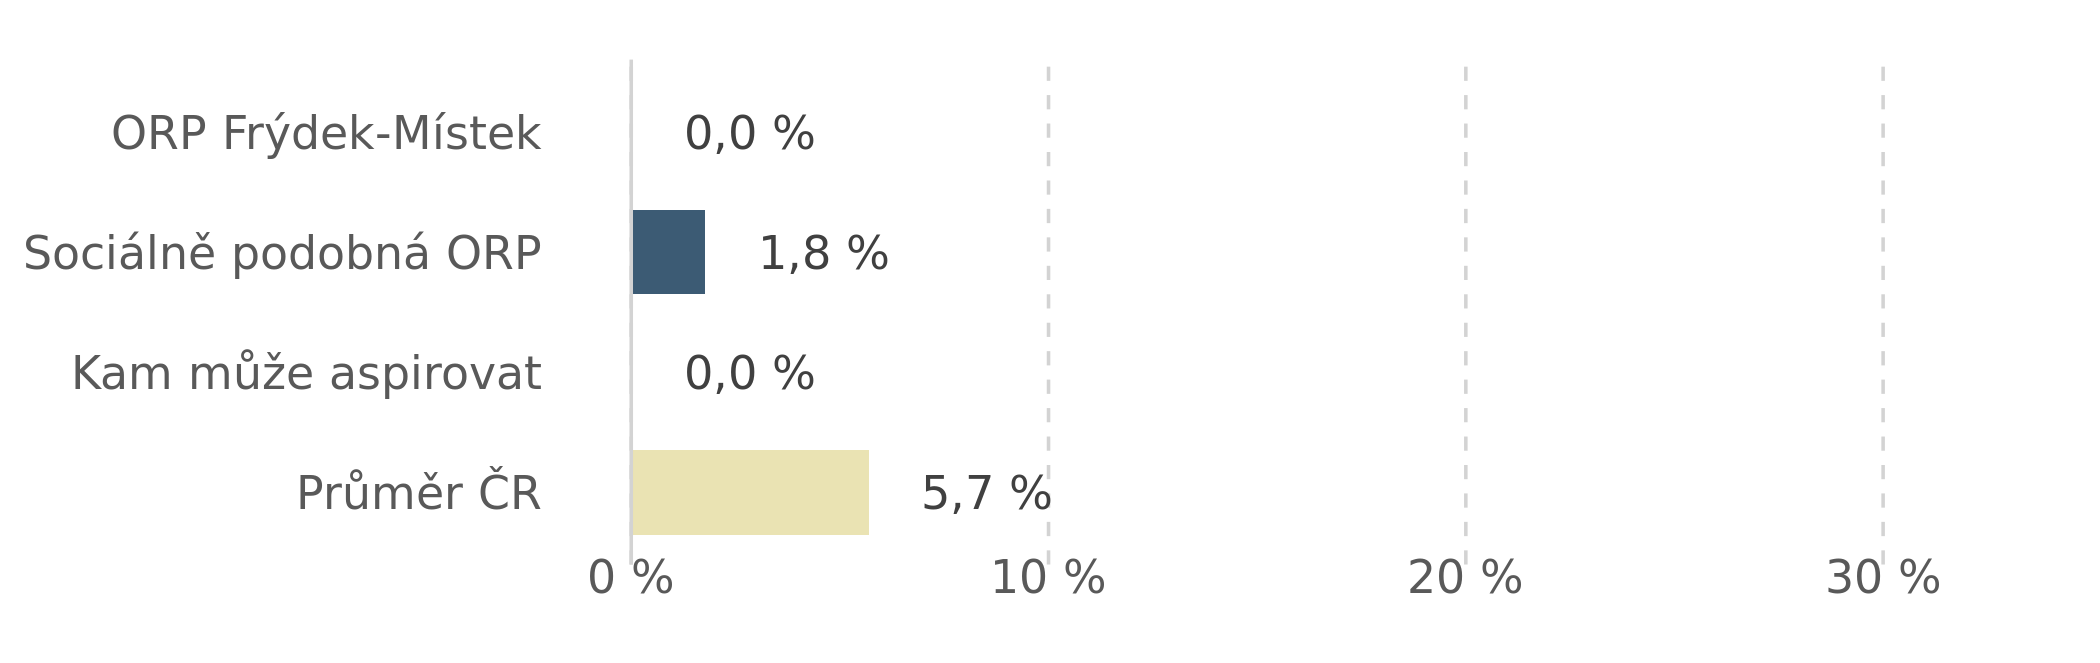 ORP Frýdek-Místek 0,0 %
Sociálně podobná ORP 1,8 %
Kam může aspirovat 0,0 %
Průměr ČR 5,7 %
0 % 10 % 20 % 30 %